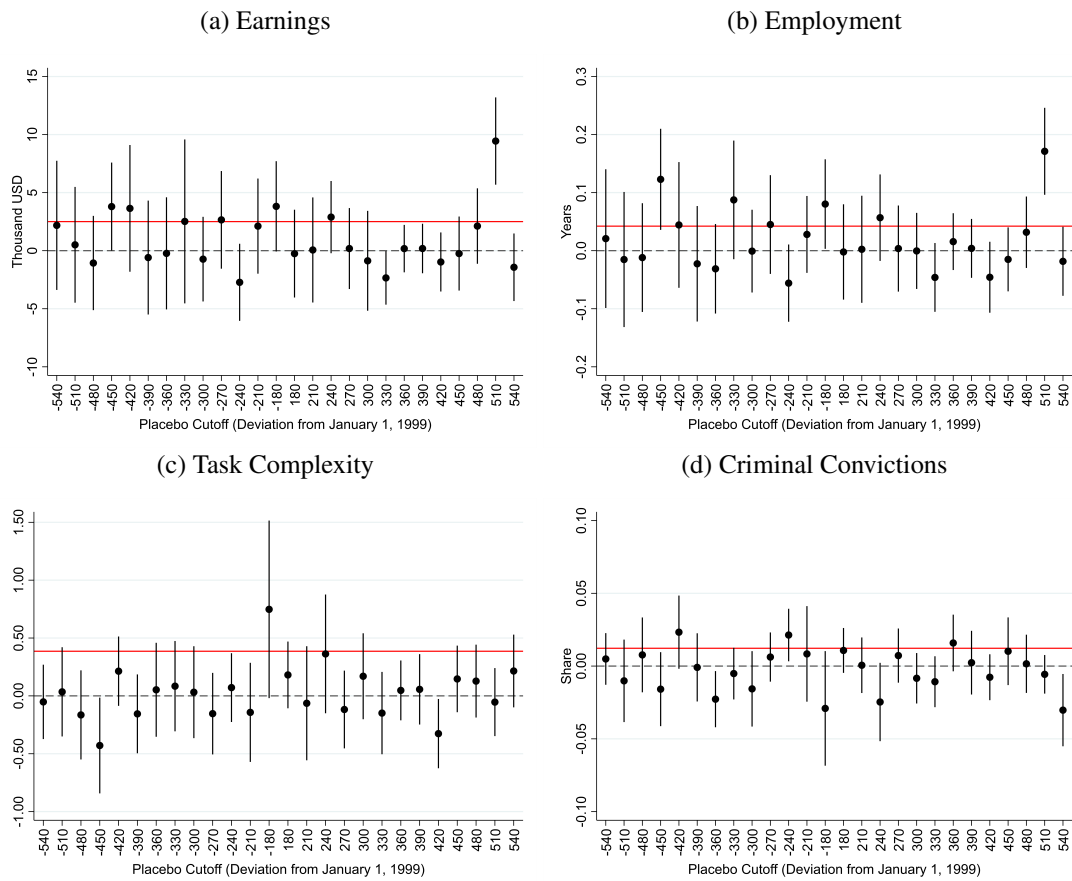 (a) Earnings
(b) Employment
15
10
5
0
-5
-10
Thousand USD
-540 -510 -480 -450 -420 -390 -360 -330 -300 -270 -240 -210 -180 180 210 240 270 300 330 360 390 420 450 480 510 540
Placebo Cutoff (Deviation from January 1, 1999)
0.3
0.2
0.1
0.0
-0.1
-0.2
Years
-540 -510 -480 -450 -420 -390 -360 -330 -300 -270 -240 -210 -180 180 210 240 270 300 330 360 390 420 450 480 510 540
Placebo Cutoff (Deviation from January 1, 1999)
(c) Task Complexity
(d) Criminal Convictions
1.50
1.00
0.50
0.00
-0.50
-1.00
-540 -510 -480 -450 -420 -390 -360 -330 -300 -270 -240 -210 -180 180 210 240 270 300 330 360 390 420 450 480 510 540
Placebo Cutoff (Deviation from January 1, 1999)
0.10
0.05
0.00
-0.05
-0.10
Share
-540 -510 -480 -450 -420 -390 -360 -330 -300 -270 -240 -210 -180 180 210 240 270 300 330 360 390 420 450 480 510 540
Placebo Cutoff (Deviation from January 1, 1999)